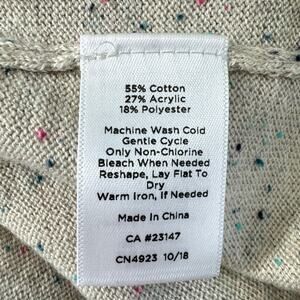 55% Cotton
27% Acrylic
18% Polyester
Machine Wash Cold
Gentle Cycle
Only Non-Chlorine
Bleach When Needed
Reshape, Lay Flat To
Dry
Warm Iron, if Needed
Made In China
CA #23147
CN4923 10/18